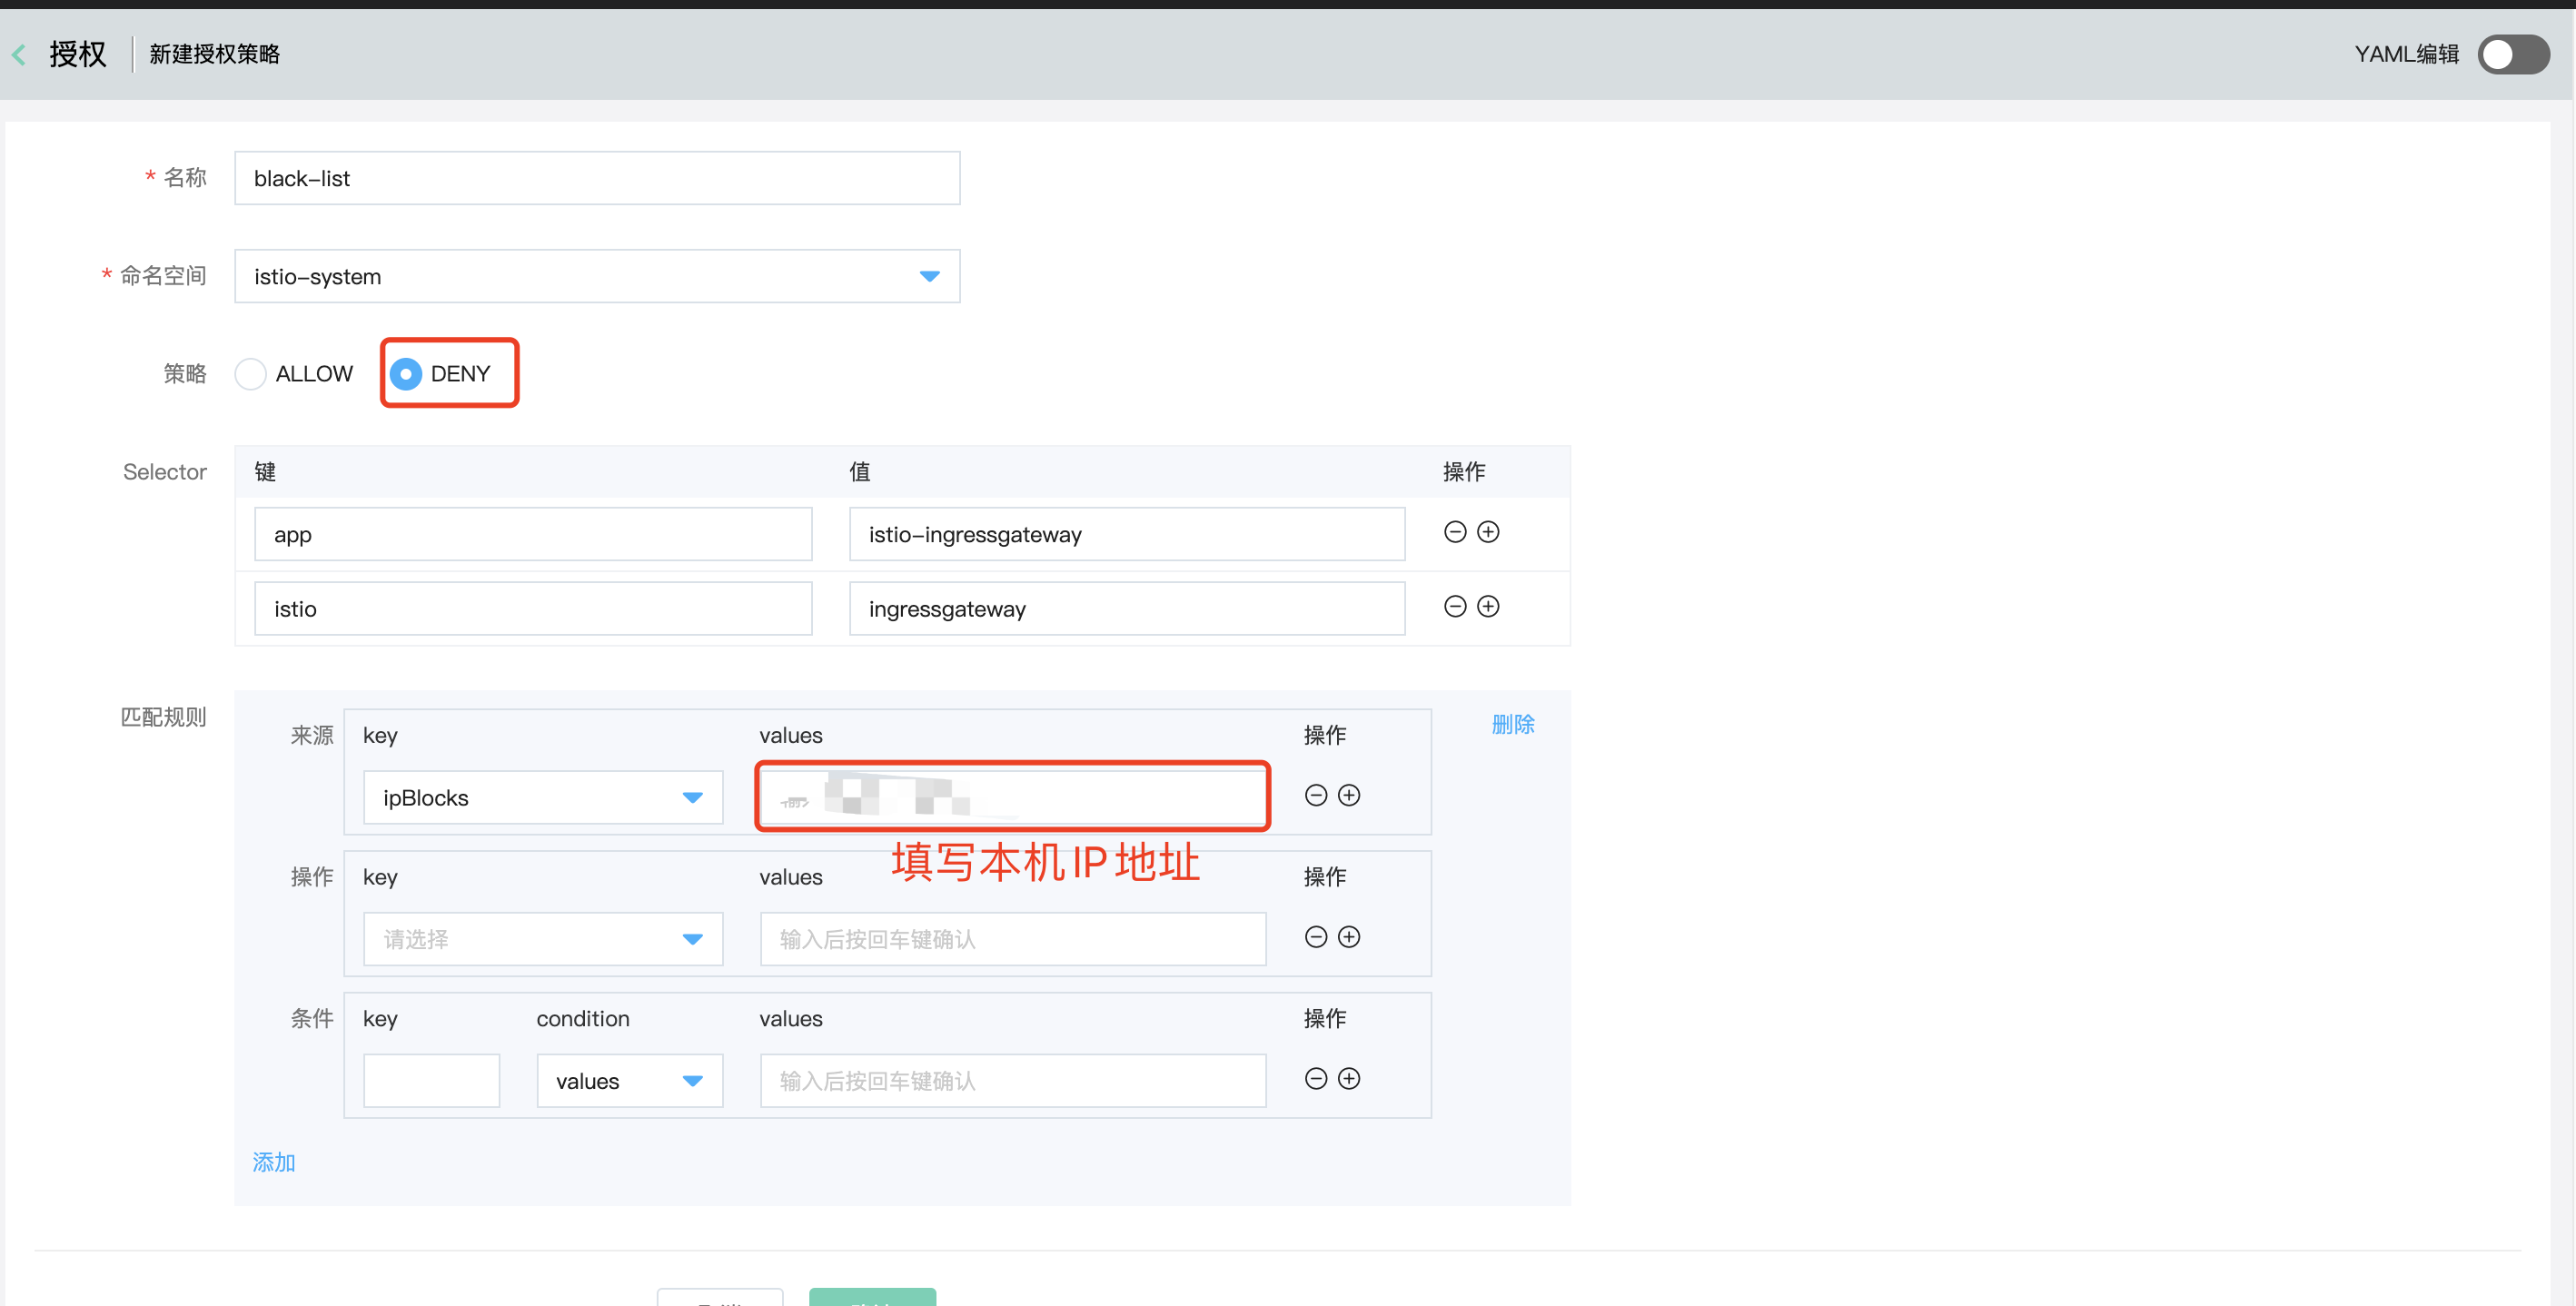 授权 新建授权策略 YAML编辑
* 名称 black-list
* 命名空间 istio-system
策略 ALLOW DENY
Selector 键 值 操作
app istio-ingressgateway
istio ingressgateway
匹配规则 删除
来源 key values 操作
ipBlocks
填写本机IP地址
操作 key values 操作
请选择 输入后按回车键确认
条件 key condition values 操作
values 输入后按回车键确认
添加